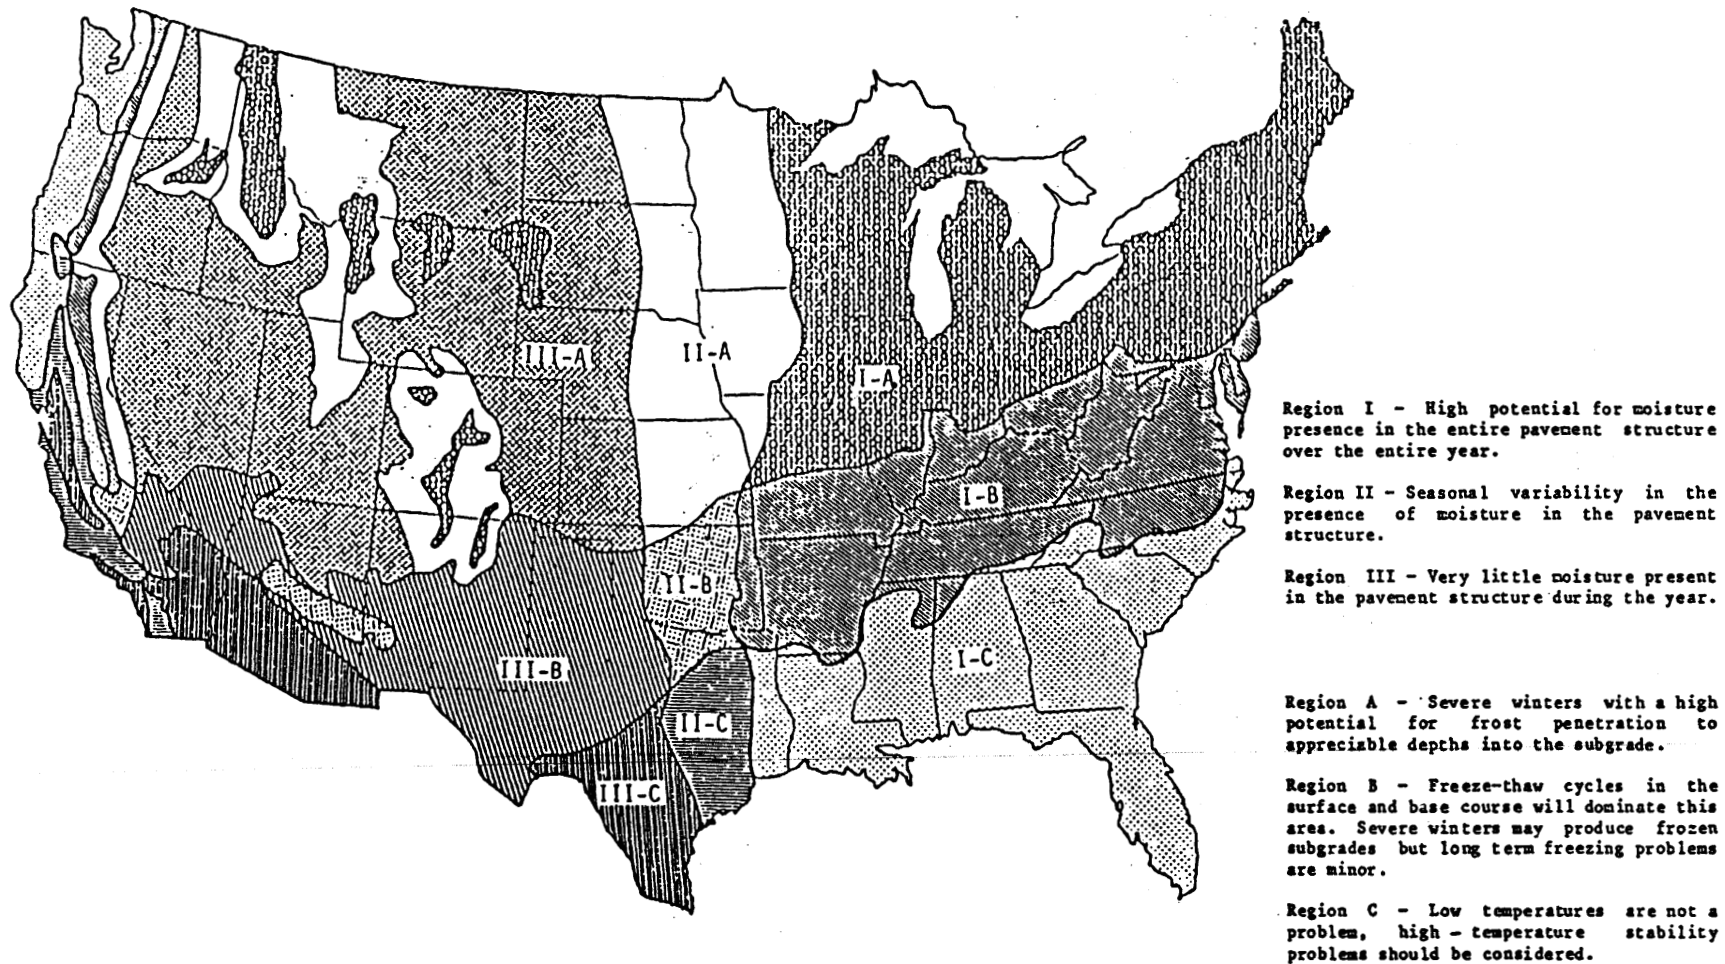 III-A
II-A
I-A
I-B
II-B
III-B
I-C
II-C
III-C
Region I - High potential for moisture
presence in the entire pavement structure
over the entire year.
Region II - Seasonal variability in the
presence of moisture in the pavement
structure.
Region III - Very little moisture present
in the pavement structure during the year.
Region A - Severe winters with a high
potential for frost penetration to
appreciable depths into the subgrade.
Region B - Freeze-thaw cycles in the
surface and base course will dominate this
area. Severe winters may produce frozen
subgrades but long term freezing problems
are minor.
Region C - Low temperatures are not a
problem, high-temperature stability
problems should be considered.